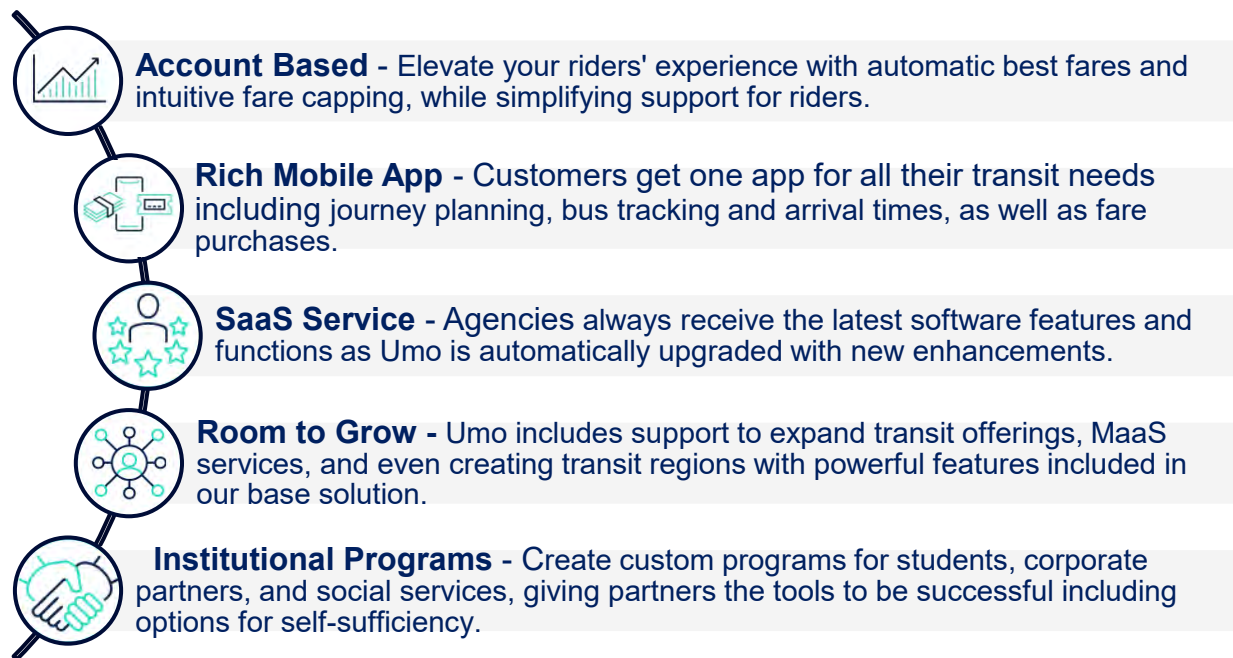 Account Based - Elevate your riders' experience with automatic best fares and
intuitive fare capping, while simplifying support for riders.
Rich Mobile App - Customers get one app for all their transit needs
including journey planning, bus tracking and arrival times, as well as fare
purchases.
SaaS Service - Agencies always receive the latest software features and
functions as Umo is automatically upgraded with new enhancements.
Room to Grow - Umo includes support to expand transit offerings, MaaS
services, and even creating transit regions with powerful features included in
our base solution.
Institutional Programs - Create custom programs for students, corporate
partners, and social services, giving partners the tools to be successful including
options for self-sufficiency.